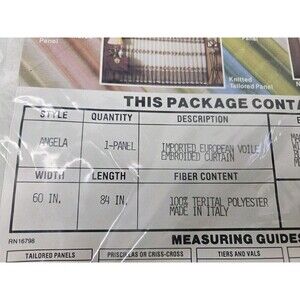 Panel
Knitted
Tailored Panel
THIS PACKAGE CONTA
STYLE QUANTITY DESCRIPTION
ANGELA 1-PANEL IMPORTED EUROPEAN VOILE
EMBROIDED CURTAIN
WIDTH LENGTH FIBER CONTENT
60 IN. 84 IN. 100% TERITAL POLYESTER
MADE IN ITALY
RN16798 MEASURING GUIDES
TAILORED PANELS PRISCILLAS OR CRISS-CROSS TIERS AND VALS